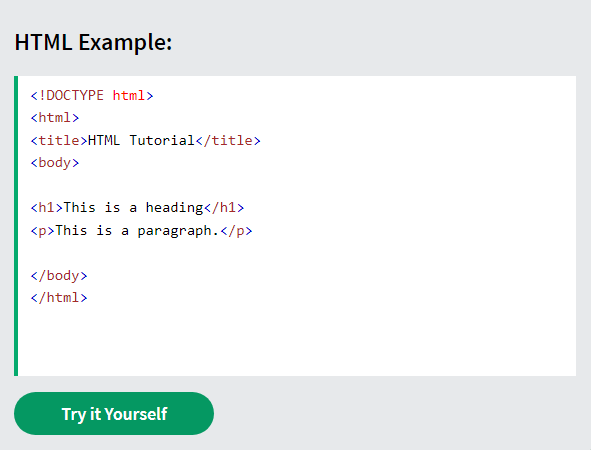 HTML Example:
<!DOCTYPE html>
<html>
<title>HTML Tutorial</title>
<body>
<h1>This is a heading</h1>
<p>This is a paragraph.</p>
</body>
</html>
Try it Yourself